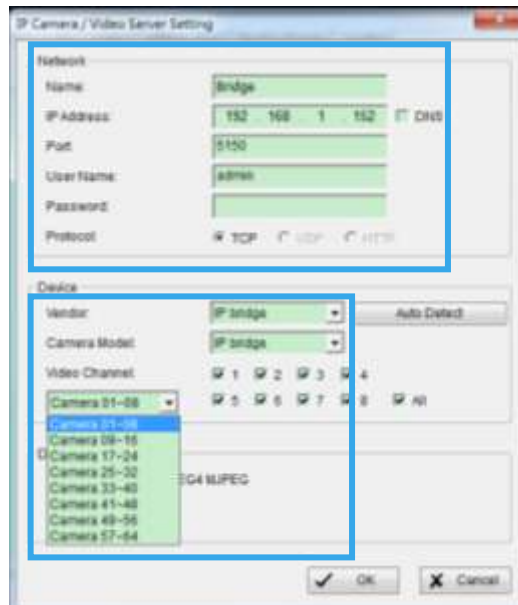 IP Camera / Video Server Setting
Network
Name: Bridge
IP Address: 192 . 168 . 1 . 152 DNS
Port: 5150
User Name: admin
Password:
Protocol: TCP UDP HTTP
Device
Vendor: IP bridge Auto Detect
Camera Model: IP bridge
Video Channel: 1 2 3 4
Camera 01~08 5 6 7 8 All
Camera 01~08
Camera 09~16
Camera 17~24
Camera 25~32
EG4 MJPEG
Camera 33~40
Camera 41~48
Camera 49~56
Camera 57~64
OK Cancel